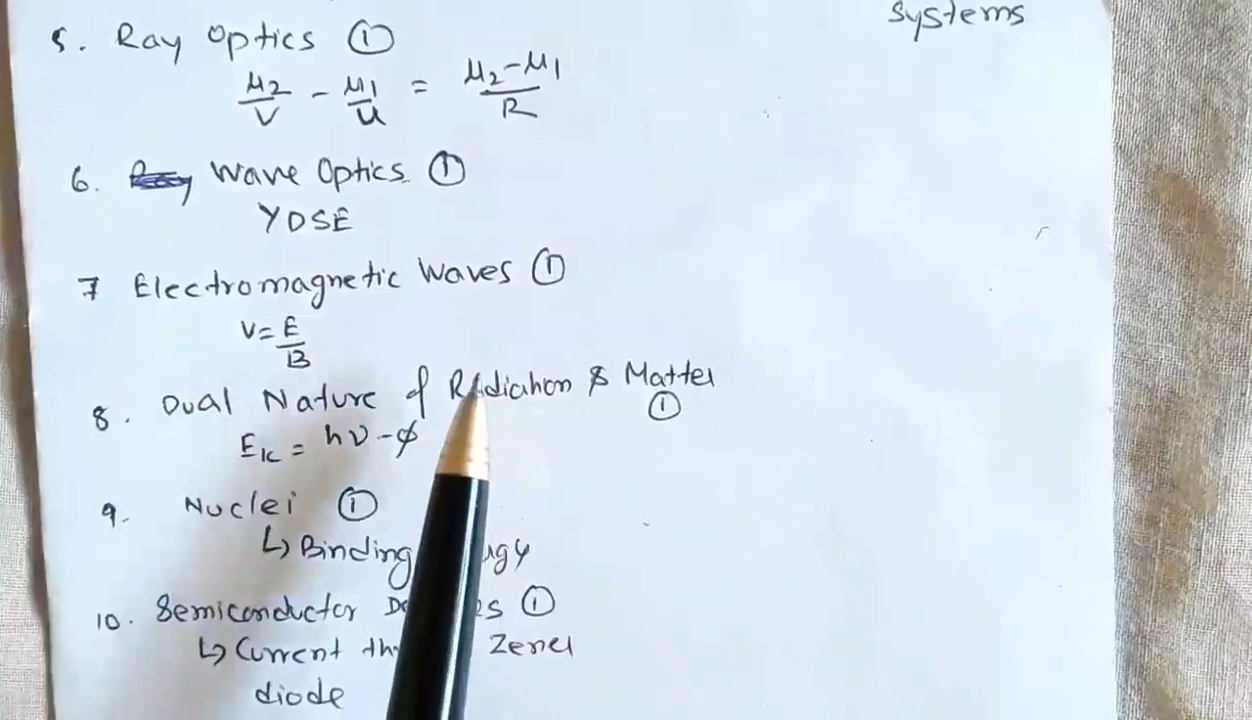 systems
5. Ray optics ①
μ2/V - μ1/u = μ2-μ1/R
6. Wave Optics ①
YDSE
7 Electromagnetic Waves ①
V=E/B
8. Dual Nature of Radiation & Matter
①
Ek = hν-φ
9. Nuclei ①
↳ Binding
10. Semiconductor ①
↳ Current Zener
diode